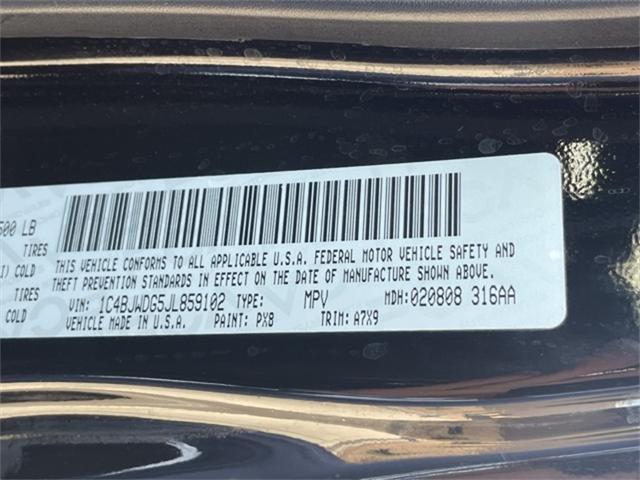 500 LB
TIRES
COLD
TIRES
COLD
THIS VEHICLE CONFORMS TO ALL APPLICABLE U.S.A. FEDERAL MOTOR VEHICLE SAFETY AND
THEFT PREVENTION STANDARDS IN EFFECT ON THE DATE OF MANUFACTURE SHOWN ABOVE.
VIN: 1C4BJWDG5JL859102 TYPE: MPV MDH:020808 316AA
VEHICLE MADE IN U.S.A. PAINT: PX8 TRIM: A7X9